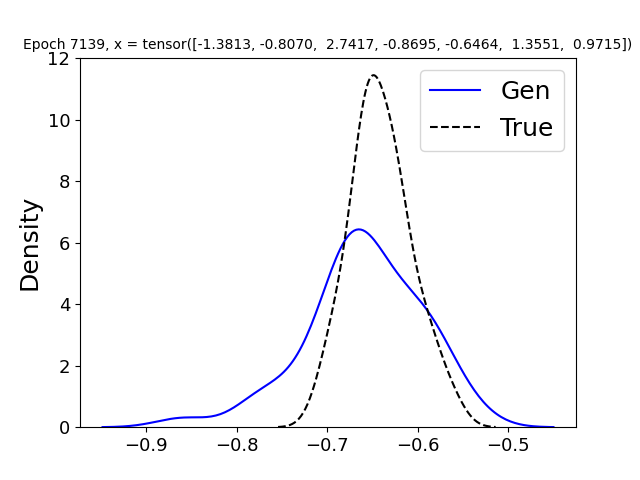 Epoch 7139, x = tensor([-1.3813, -0.8070,  2.7417, -0.8695, -0.6464,  1.3551,  0.9715])
12
10
8
6
4
2
0
Density
Gen
True
−0.9 −0.8 −0.7 −0.6 −0.5